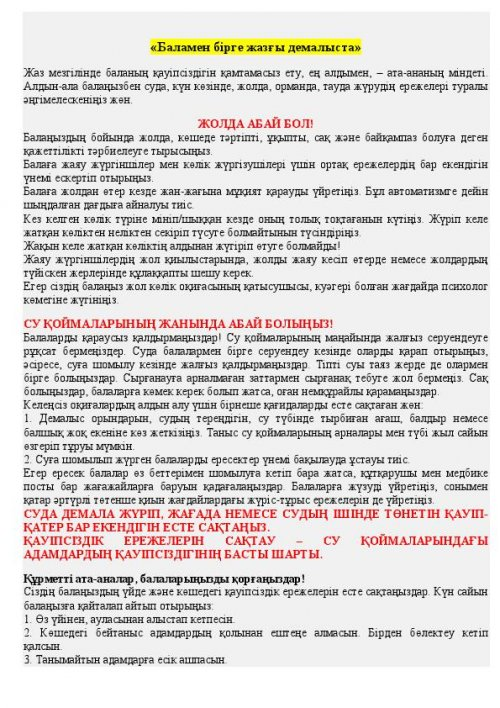 «Баламен бірге жазғы демалыста»
Жаз мезгілінде баланың қауіпсіздігін қамтамасыз ету, ең алдымен, – ата-ананың міндеті.
Алдын-ала балаңызбен суда, күн көзінде, жолда, орманда, тауда жүрудің ережелері туралы
әңгімелескеніңіз жөн.
ЖОЛДА АБАЙ БОЛ!
Балаңыздың бойында жолда, көшеде тәртіпті, ұқыпты, сақ және байқампаз болуға деген
қажеттілікті тәрбиелеуге тырысыңыз.
Балаға жаяу жүргіншілер мен көлік жүргізушілері үшін ортақ ережелердің бар екендігін
үнемі ескертіп отырыңыз.
Балаға жолдан өтер кезде жан-жағына мұқият қарауды үйретіңіз. Бұл автоматизмге дейін
шыңдалған дағдыға айналуы тиіс.
Кез келген көлік түріне мініп/шыққан кезде оның толық тоқтағанын күтіңіз. Жүріп келе
жатқан көліктен неліктен секіріп түсуге болмайтынын түсіндіріңіз.
Жақын келе жатқан көліктің алдынан жүгіріп өтуге болмайды!
Жаяу жүргіншілердің жол қиылыстарында, жолды жаяу кесіп өтерде немесе жолдардың
түйіскен жерлерінде құлаққапты шешу керек.
Егер сіздің балаңыз жол көлік оқиғасының қатысушысы, куәгері болған жағдайда психолог
көмегіне жүгініңіз.
СУ ҚОЙМАЛАРЫНЫҢ ЖАНЫНДА АБАЙ БОЛЫҢЫЗ!
Балаларды қараусыз қалдырмаңыздар! Су қоймаларының маңайында жалғыз серуендеуге
рұқсат бермеңіздер. Суда балалармен бірге серуендеу кезінде оларды қарап отырыңыз,
әсіресе, суға шомылу кезінде жалғыз қалдырмаңыздар. Тіпті суы таяз жерде де олармен
бірге болыңыздар. Сырғанауға арналмаған заттармен сырғанақ тебуге жол бермеңіз. Сақ
болыңыздар, балаларға көмек керек болып жатса, оған немқұрайлы қарамаңыздар.
Келеңсіз оқиғалардың алдын алу үшін бірнеше қағидаларды есте сақтаған жөн:
1. Демалыс орындарын, судың тереңдігін, су түбінде тырбиған ағаш, балдыр немесе
балшық жоқ екеніне көз жеткізіңіз. Таныс су қоймаларының арналары мен түбі жыл сайын
өзгеріп тұруы мүмкін.
2. Суға шомылып жүрген балаларды ересектер үнемі бақылауда ұстауы тиіс.
Егер ересек балалар өз беттерімен шомылуға кетіп бара жатса, құтқарушы мен медбике
посты бар жағажайларға баруын қадағалаңыздар. Балаларға жүзуді үйретіңіз, сонымен
қатар әртүрлі төтенше қиын жағдайлардағы жүріс-тұрыс ережелерін де үйретіңіз.
СУДА ДЕМАЛА ЖҮРІП, ЖАҒАДА НЕМЕСЕ СУДЫҢ ІШІНДЕ ТӨНЕТІН ҚАУІП-
ҚАТЕР БАР ЕКЕНДІГІН ЕСТЕ САҚТАҢЫЗ.
ҚАУІПСІЗДІК ЕРЕЖЕЛЕРІН САҚТАУ – СУ ҚОЙМАЛАРЫНДАҒЫ
АДАМДАРДЫҢ ҚАУІПСІЗДІГІНІҢ БАСТЫ ШАРТЫ.
Құрметті ата-аналар, балаларыңызды қорғаңыздар!
Сіздің балаңыздың үйде және көшедегі қауіпсіздік ережелерін есте сақтаңыздар. Күн сайын
балаңызға қайталап айтып отырыңыз:
1. Өз үйінен, ауласынан алыстап кетпесін.
2. Көшедегі бейтаныс адамдардың қолынан ештеңе алмасын. Бірден бөлектеу кетіп
қалсын.
3. Танымайтын адамдарға есік ашпасын.